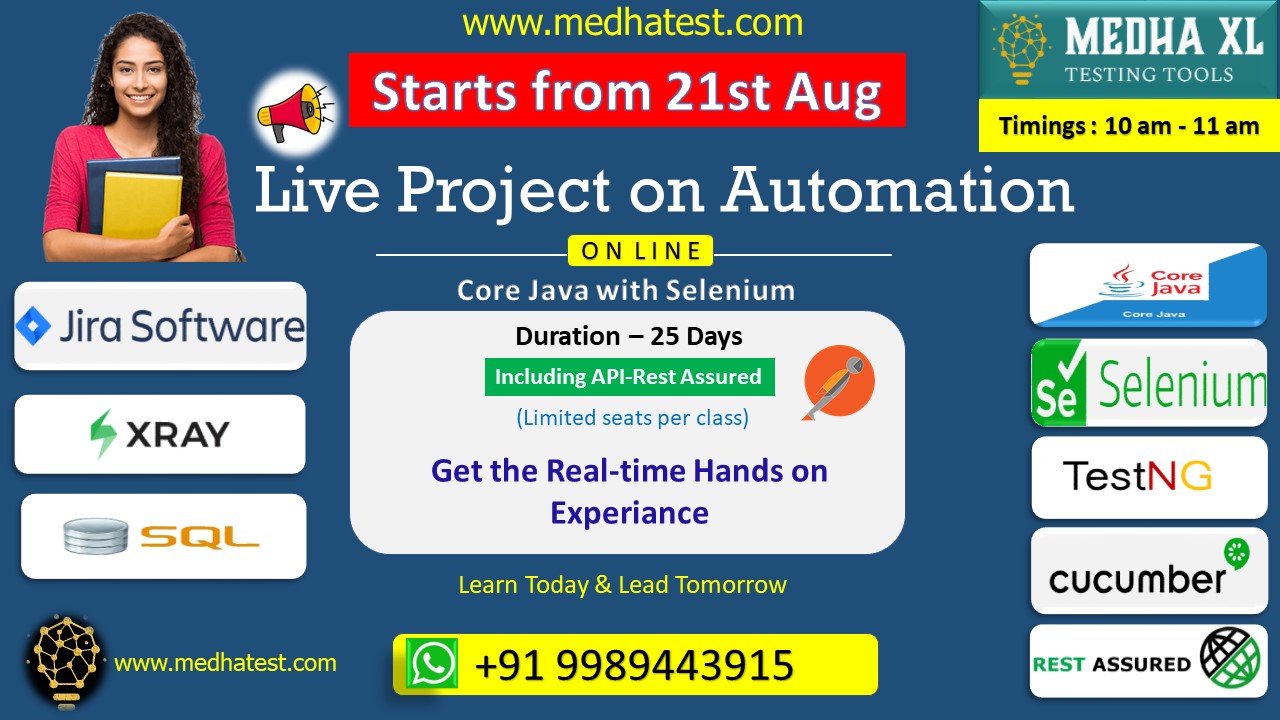 www.medhatest.com
MEDHA XL
TESTING TOOLS
Starts from 21st Aug
Timings : 10 am - 11 am
Live Project on Automation
ON LINE
Core Java with Selenium
Duration – 25 Days
Including API-Rest Assured
(Limited seats per class)
Get the Real-time Hands on
Experiance
Learn Today & Lead Tomorrow
+91 9989443915
Jira Software
XRAY
SQL
www.medhatest.com
Core
Java
Core Java
Se Selenium
TestNG
cucumber
REST ASSURED